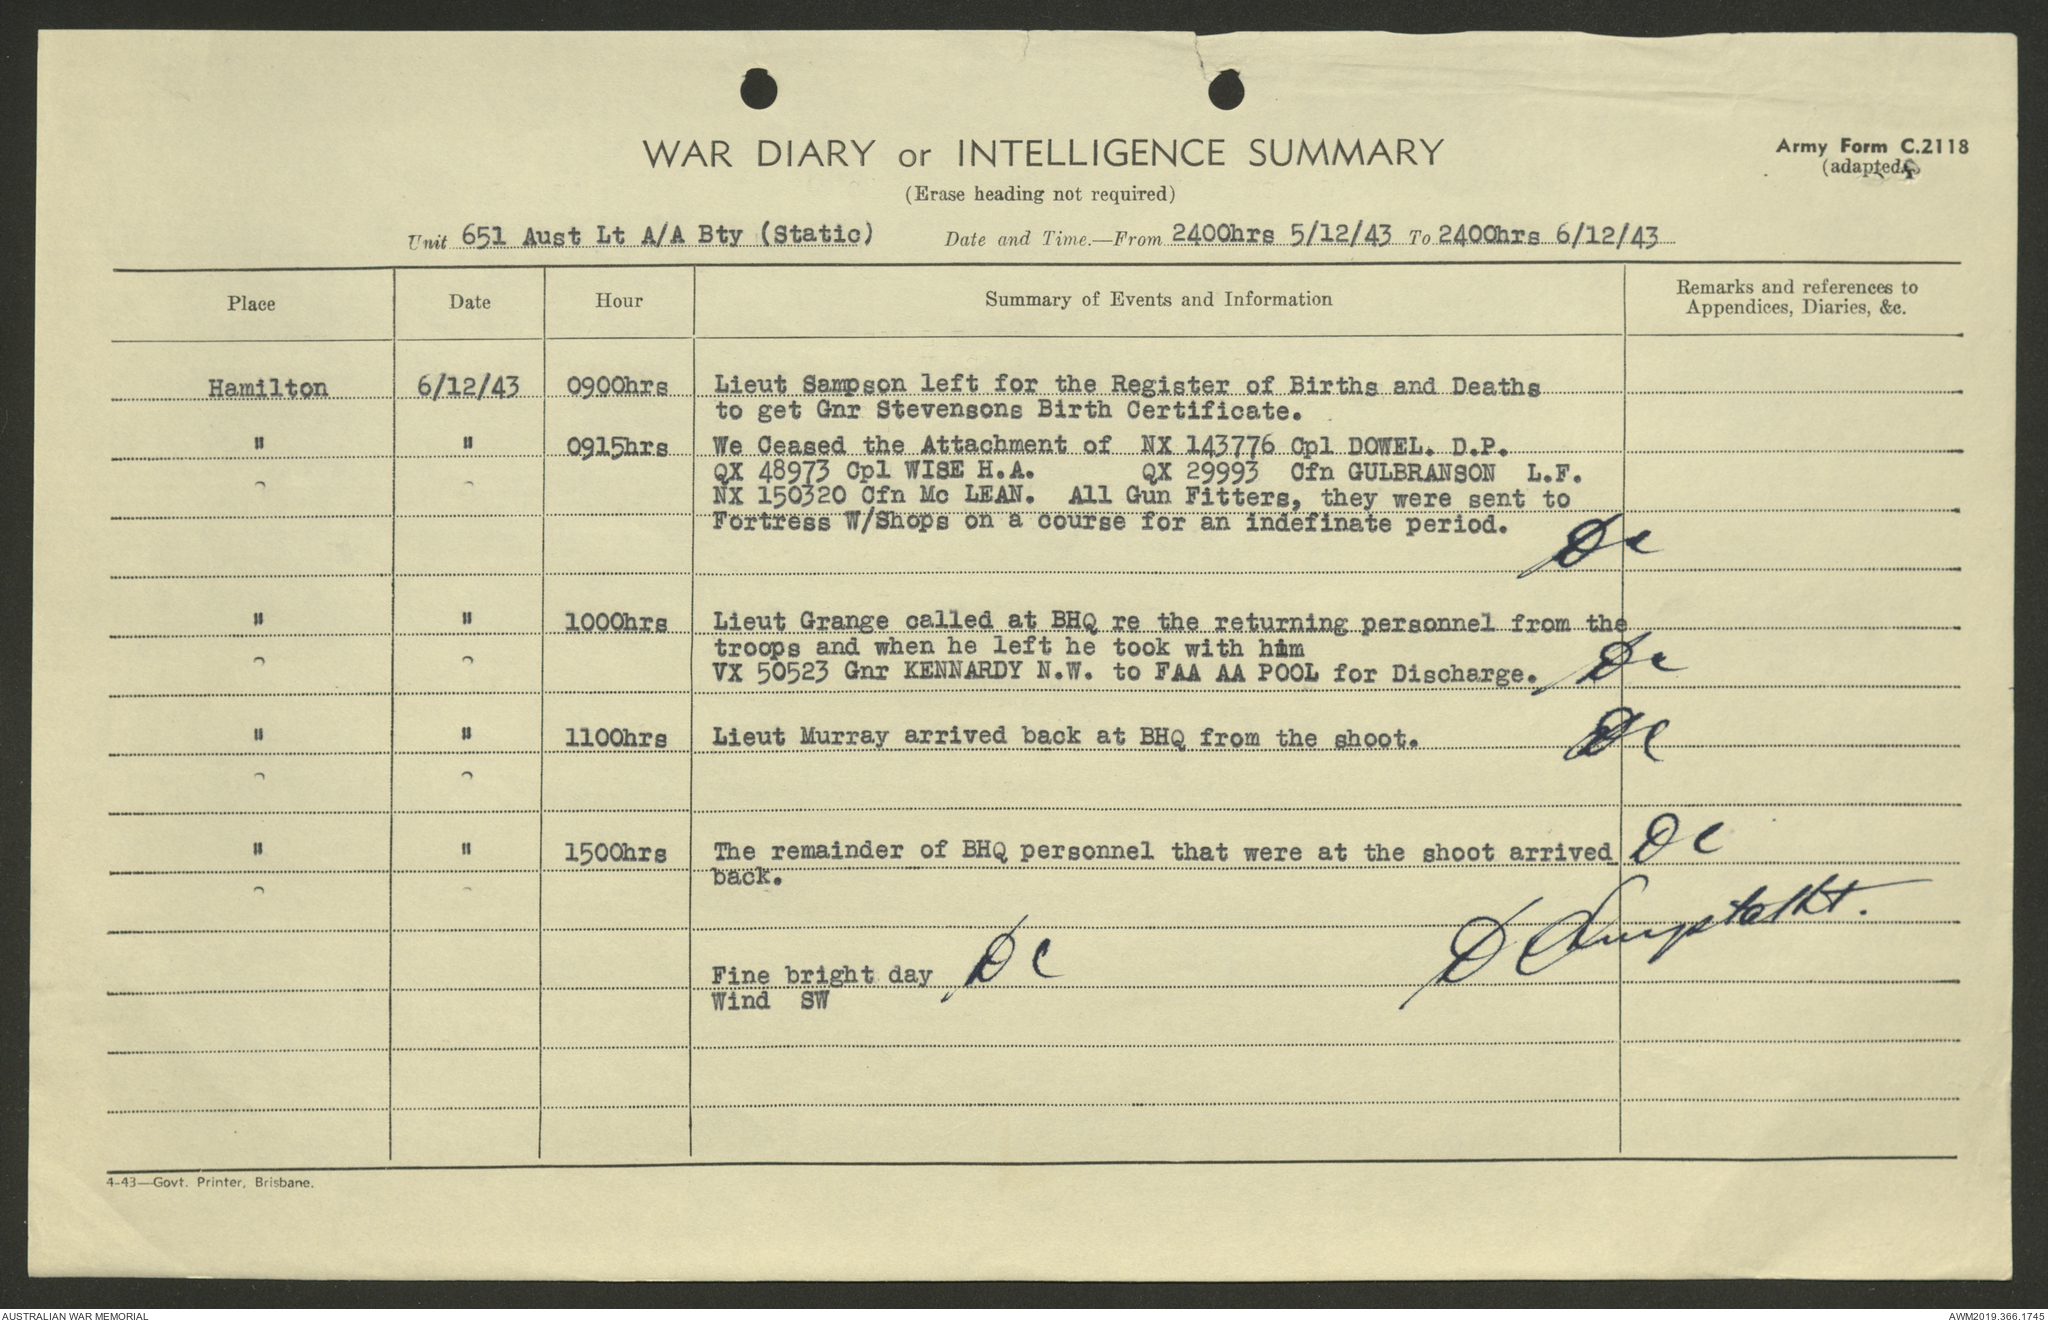 WAR DIARY or INTELLIGENCE SUMMARY
Army Form C.2118
(adapted)
(Erase heading not required)
Unit 651 Aust Lt A/A Bty (Static) Date and Time.—From 2400hrs 5/12/43 To 2400hrs 6/12/43
Place Date Hour Summary of Events and Information Remarks and references to
Appendices, Diaries, &c.
Hamilton 6/12/43 0900hrs Lieut Sampson left for the Register of Births and Deaths
to get Gnr Stevensons Birth Certificate.
" " 0915hrs We Ceased the Attachment of NX 143776 Cpl DOWEL. D.P.
QX 48973 Cpl WISE H.A. QX 29993 Cfn GULBRANSON L.F.
NX 150320 Cfn Mc LEAN. All Gun Fitters, they were sent to
Fortress W/Shops on a course for an indefinate period.
DC
" " 1000hrs Lieut Grange called at BHQ re the returning personnel from the
troops and when he left he took with him
VX 50523 Gnr KENNARDY N.W. to FAA AA POOL for Discharge. DC
" " 1100hrs Lieut Murray arrived back at BHQ from the shoot. DC
" " 1500hrs The remainder of BHQ personnel that were at the shoot arrived DC
back.
Fine bright day DC
Wind SW
4-43—Govt. Printer, Brisbane.
AUSTRALIAN WAR MEMORIAL
AWM2019.366.1745